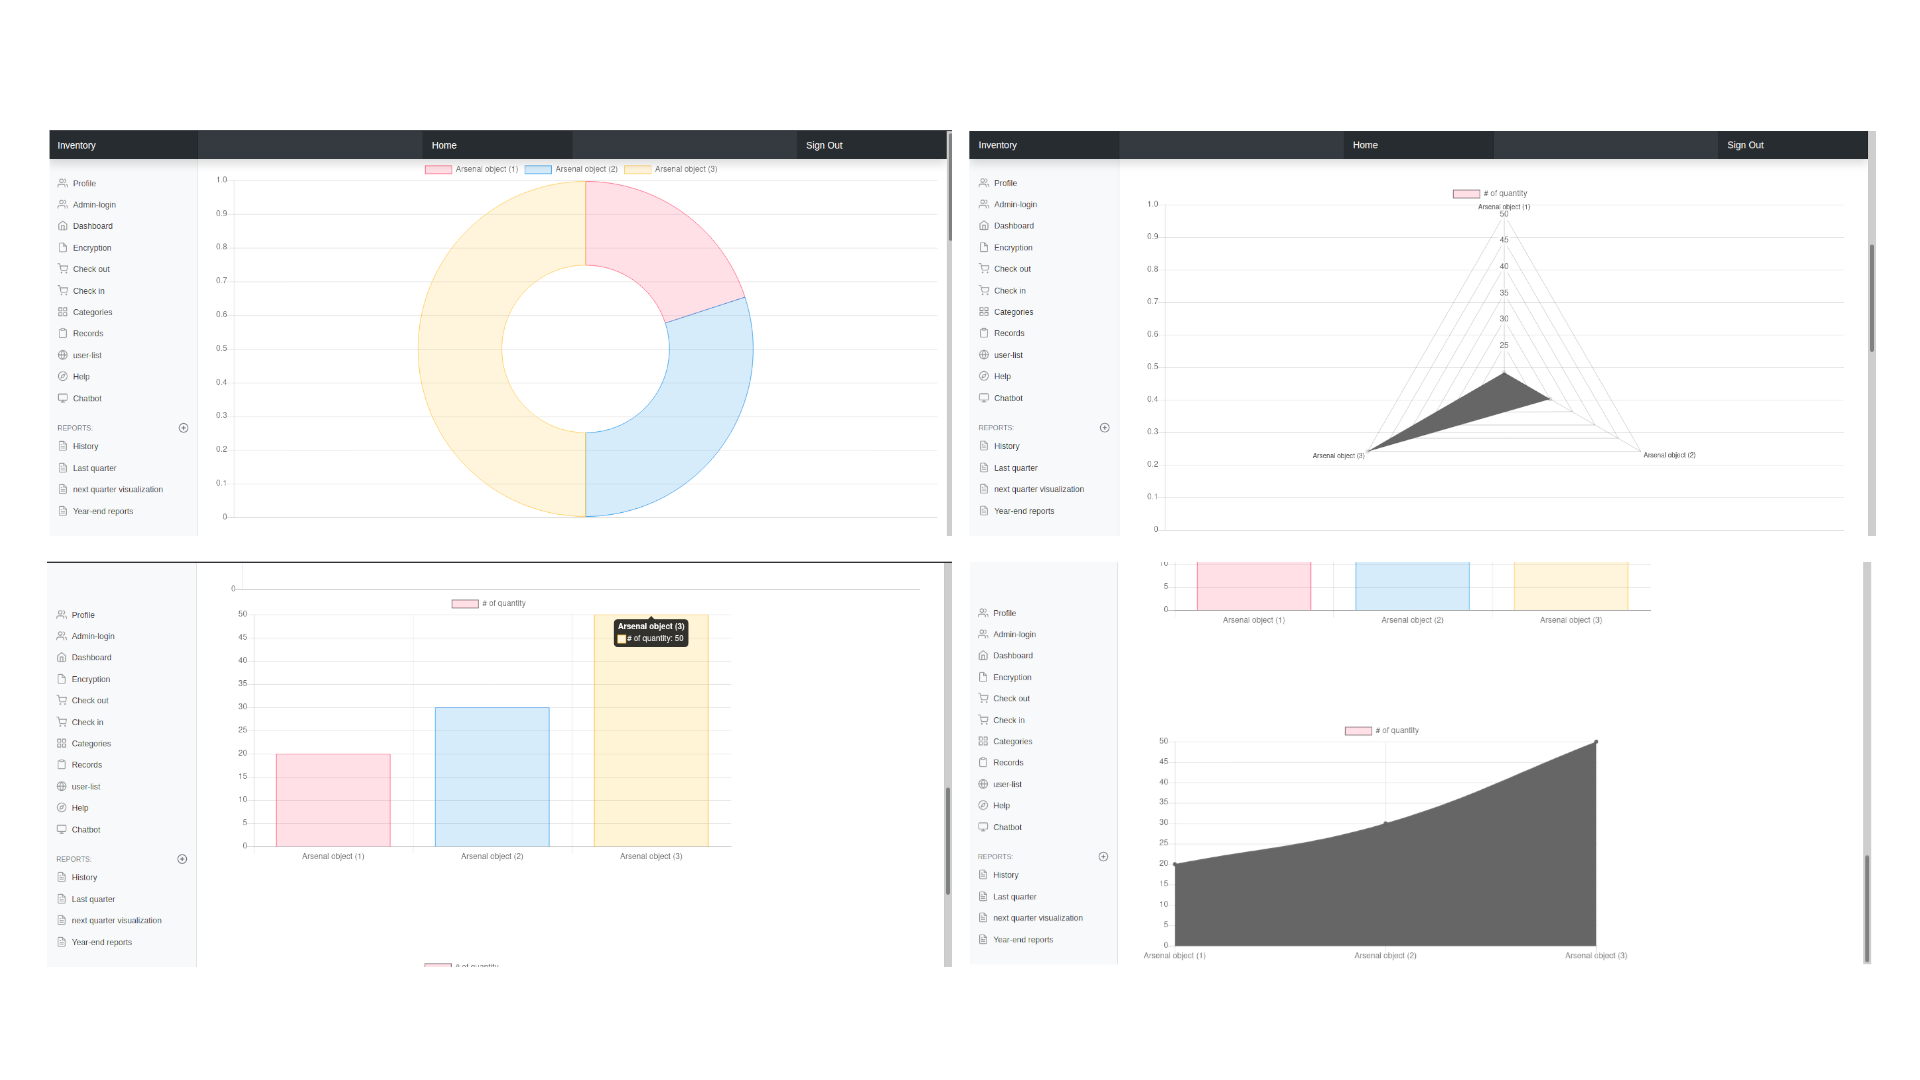 Inventory
Home
Sign Out
Profile
Admin-login
Dashboard
Encryption
Check out
Check in
Categories
Records
user-list
Help
Chatbot
REPORTS:
History
Last quarter
next quarter visualization
Year-end reports
Arsenal object (1) Arsenal object (2) Arsenal object (3)
1.0
0.9
0.8
0.7
0.6
0.5
0.4
0.3
0.2
0.1
0
Inventory
Home
Sign Out
Profile
Admin-login
Dashboard
Encryption
Check out
Check in
Categories
Records
user-list
Help
Chatbot
REPORTS:
History
Last quarter
next quarter visualization
Year-end reports
# of quantity
1.0
0.9
0.8
0.7
0.6
0.5
0.4
0.3
0.2
0.1
0
Arsenal object (1)
50
45
40
35
30
25
Arsenal object (3)
Arsenal object (2)
Profile
Admin-login
Dashboard
Encryption
Check out
Check in
Categories
Records
user-list
Help
Chatbot
REPORTS:
History
Last quarter
next quarter visualization
Year-end reports
0
# of quantity
50
45
40
35
30
25
20
15
10
5
0
Arsenal object (3)
# of quantity: 50
Arsenal object (1) Arsenal object (2) Arsenal object (3)
# of quantity
Profile
Admin-login
Dashboard
Encryption
Check out
Check in
Categories
Records
user-list
Help
Chatbot
REPORTS:
History
Last quarter
next quarter visualization
Year-end reports
10
5
0
Arsenal object (1) Arsenal object (2) Arsenal object (3)
# of quantity
50
45
40
35
30
25
20
15
10
5
0
Arsenal object (1) Arsenal object (2) Arsenal object (3)